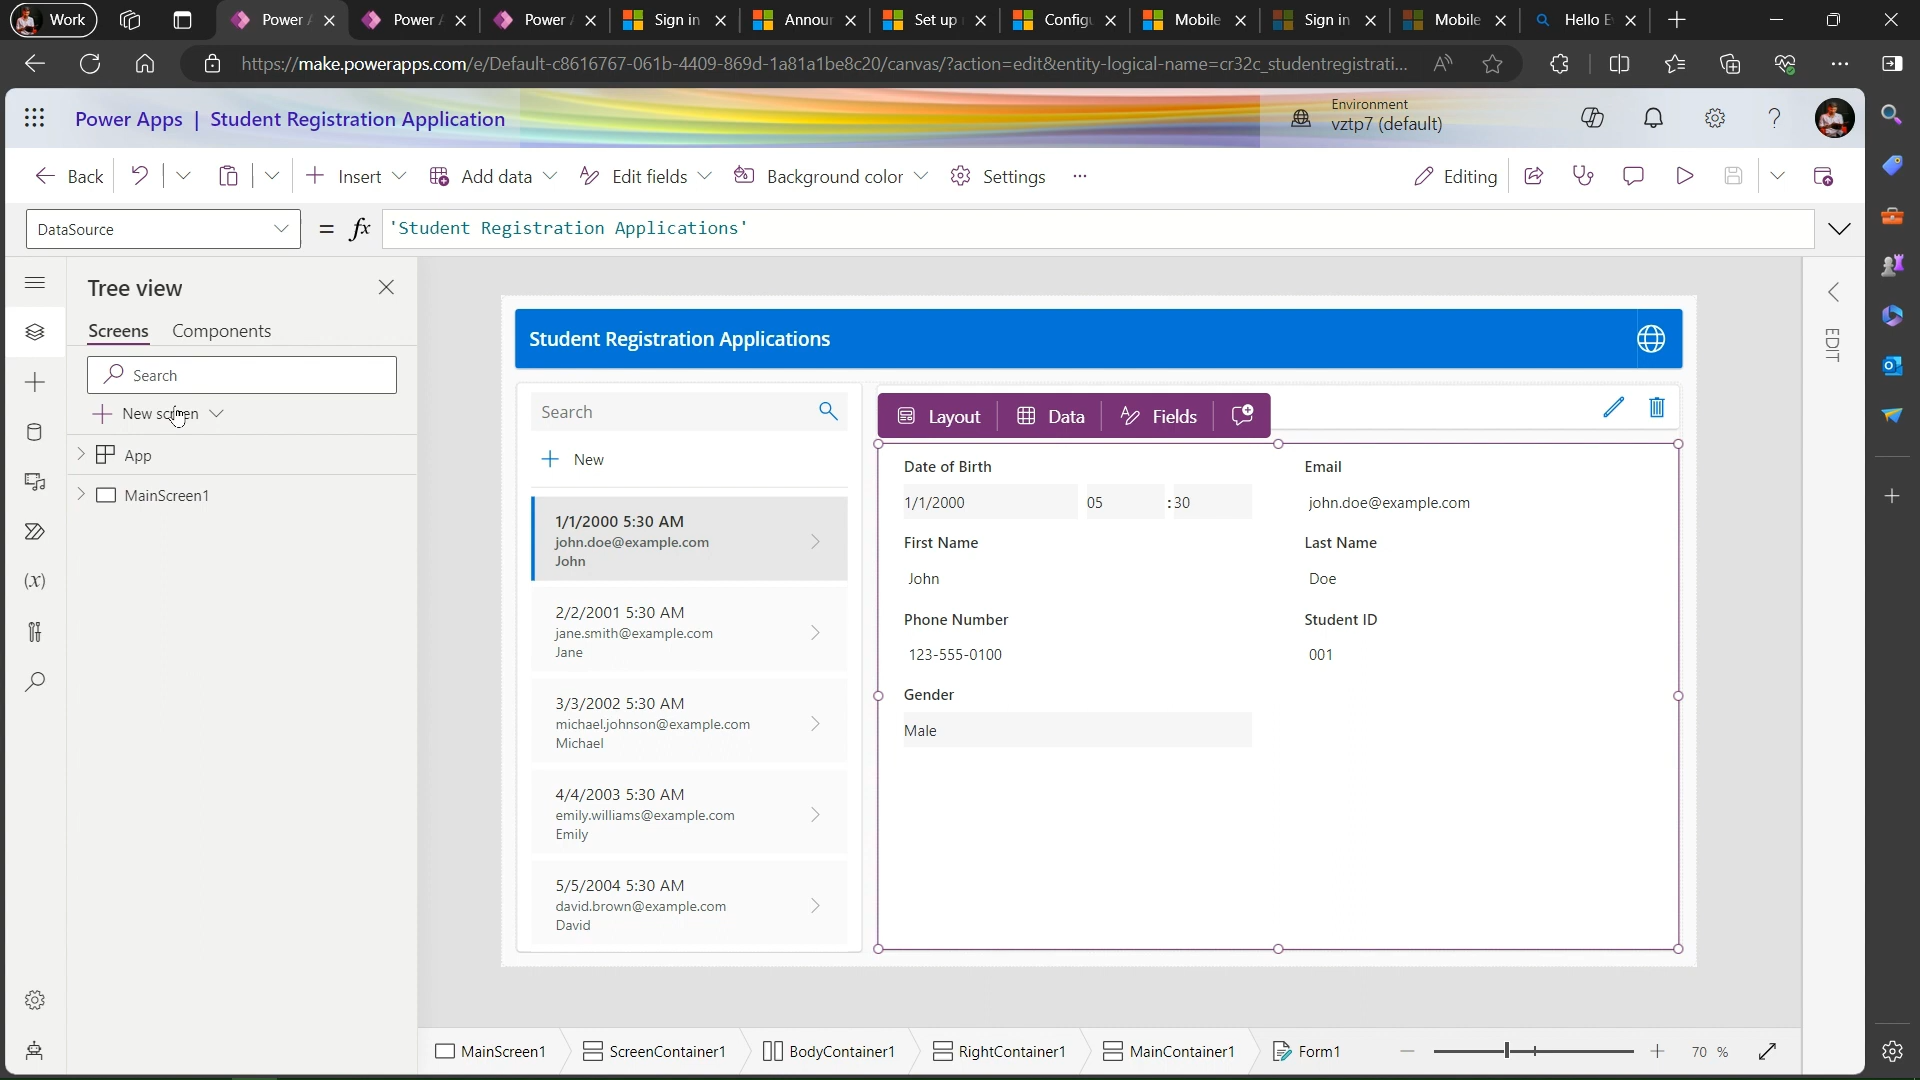 Work
Power A
Power A
Power A
Sign in
Announ
Set up
Configu
Mobile
Sign in
Mobile
Hello E
https://make.powerapps.com/e/Default-c8616767-061b-4409-869d-1a81a1be8c20/canvas/?action=edit&entity-logical-name=cr32c_studentregistrati...
Power Apps | Student Registration Application
Environment
vztp7 (default)
Back
Insert
Add data
Edit fields
Background color
Settings
...
Editing
DataSource
= fx 'Student Registration Applications'
Tree view
Screens
Components
Search
New screen
App
MainScreen1
Student Registration Applications
Search
New
1/1/2000 5:30 AM
john.doe@example.com
John
2/2/2001 5:30 AM
jane.smith@example.com
Jane
3/3/2002 5:30 AM
michael.johnson@example.com
Michael
4/4/2003 5:30 AM
emily.williams@example.com
Emily
5/5/2004 5:30 AM
david.brown@example.com
David
Layout
Data
Fields
Date of Birth
Email
1/1/2000
05
: 30
john.doe@example.com
First Name
Last Name
John
Doe
Phone Number
Student ID
123-555-0100
001
Gender
Male
EDIT
MainScreen1
ScreenContainer1
BodyContainer1
RightContainer1
MainContainer1
Form1
70 %